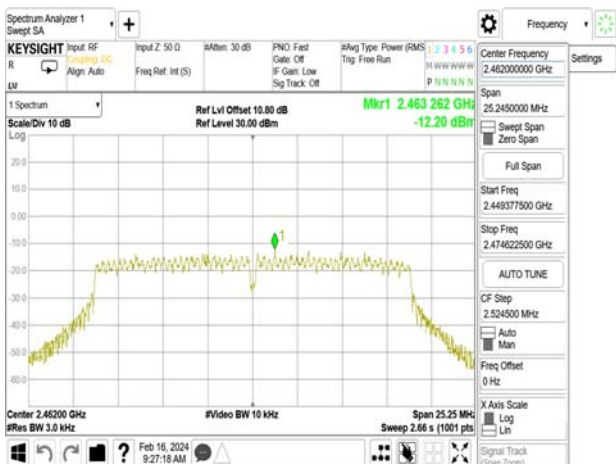 Spectrum Analyzer 1
Swept SA
+
Frequency
KEYSIGHT
R
Input: RF
Coupling: DC
Align: Auto
Input Z: 50 Ω
Freq Ref: Int (S)
#Atten: 30 dB
PNO: Fast
Gate: Off
IF Gain: Low
Sig Track: Off
#Avg Type: Power (RMS
Trig: Free Run
1 2 3 4 5 6
M W W W W W
P N N N N N
1 Spectrum
Scale/Div 10 dB
Log
Ref Lvl Offset 10.80 dB
Ref Level 30.00 dBm
Mkr1 2.463 262 GHz
-12.20 dBm
20.0
10.0
0.00
-10.0
-20.0
-30.0
-40.0
-50.0
-60.0
1
Center 2.46200 GHz
#Res BW 3.0 kHz
#Video BW 10 kHz
Span 25.25 MHz
Sweep 2.66 s (1001 pts)
Feb 16, 2024
9:27:18 AM
?
Center Frequency
2.462000000 GHz
Settings
Span
25.2450000 MHz
Swept Span
Zero Span
Full Span
Start Freq
2.449377500 GHz
Stop Freq
2.474622500 GHz
AUTO TUNE
CF Step
2.524500 MHz
Auto
Man
Freq Offset
0 Hz
X Axis Scale
Log
Lin
Signal Track
(Span Zoom)